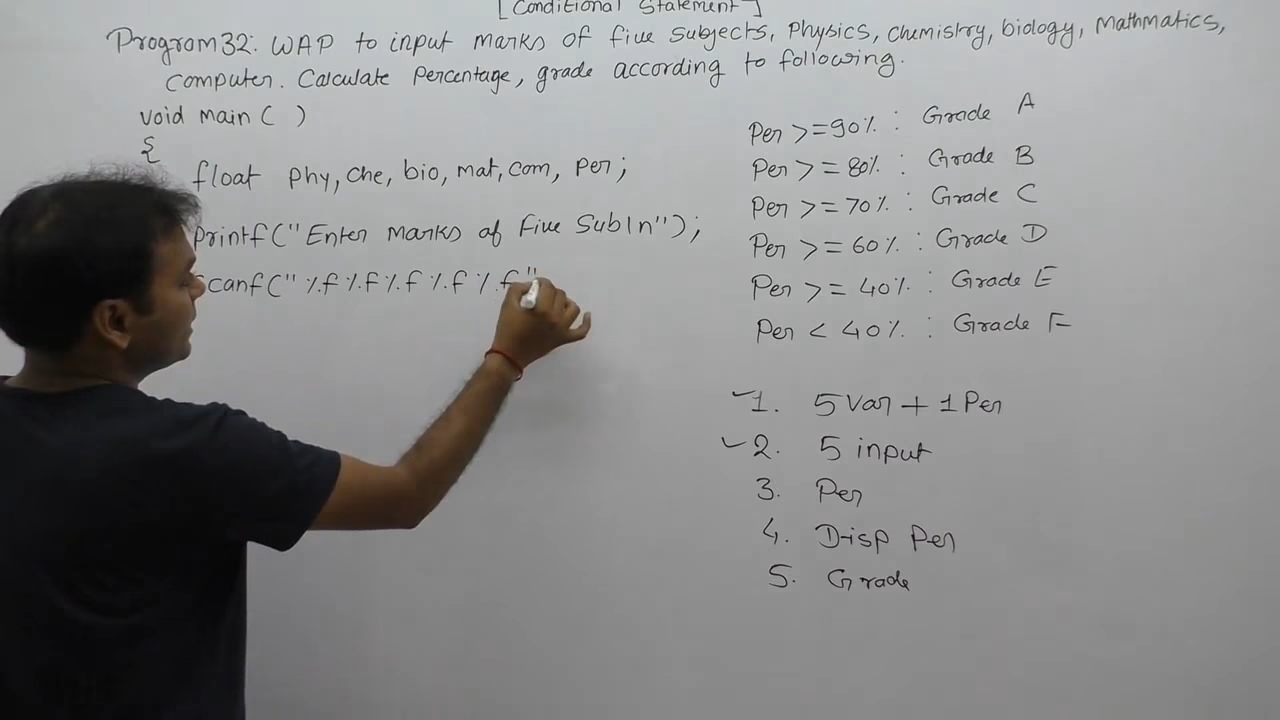 [Conditional Statement]
Program32: WAP to input marks of five subjects, Physics, Chemistry, biology, Mathmatics,
computer. Calculate Percentage, grade according to following.
void main( )
{
float phy, che, bio, mat, com, per;
printf("Enter marks of five sub\n");
scanf("%f%f%f%f%f"
Per >=90% : Grade A
Per >=80% : Grade B
Per >=70% : Grade C
Per >=60% : Grade D
Per >= 40% : Grade E
Per < 40% : Grade F
1. 5 Var + 1 Per
2. 5 input
3. Per
4. Disp Per
5. Grade